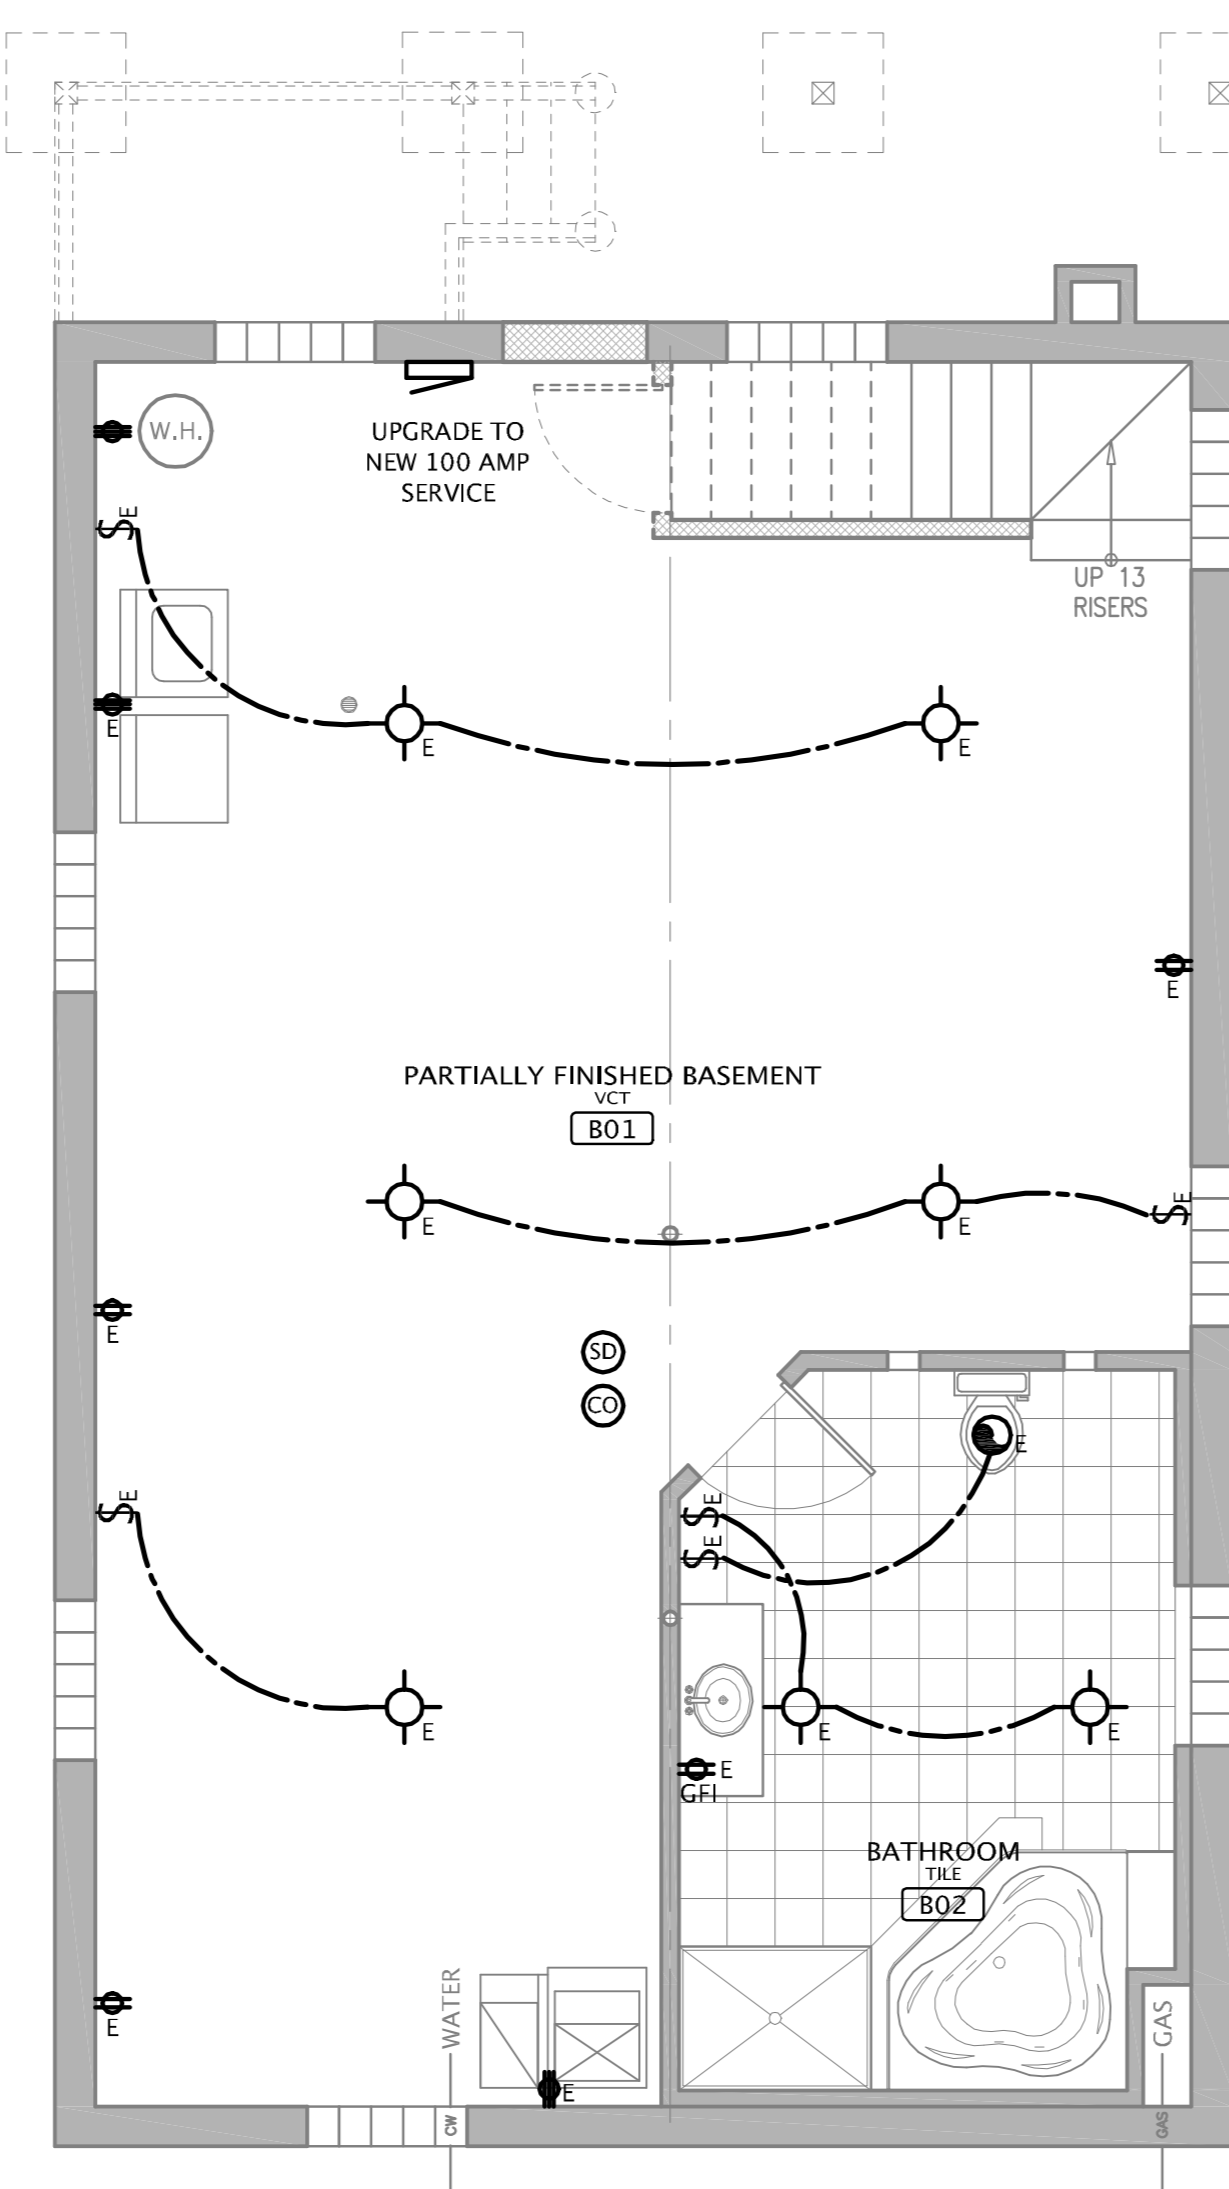 W.H.
UPGRADE TO
NEW 100 AMP
SERVICE
E
UP 13
RISERS
E
E
E
E
PARTIALLY FINISHED BASEMENT
VCT
B01
E
E
E
E
SD
CO
E
E
E
E
E
E
E
E
GFI
BATHROOM
TILE
B02
WATER
GAS
E
E
CW
GAS